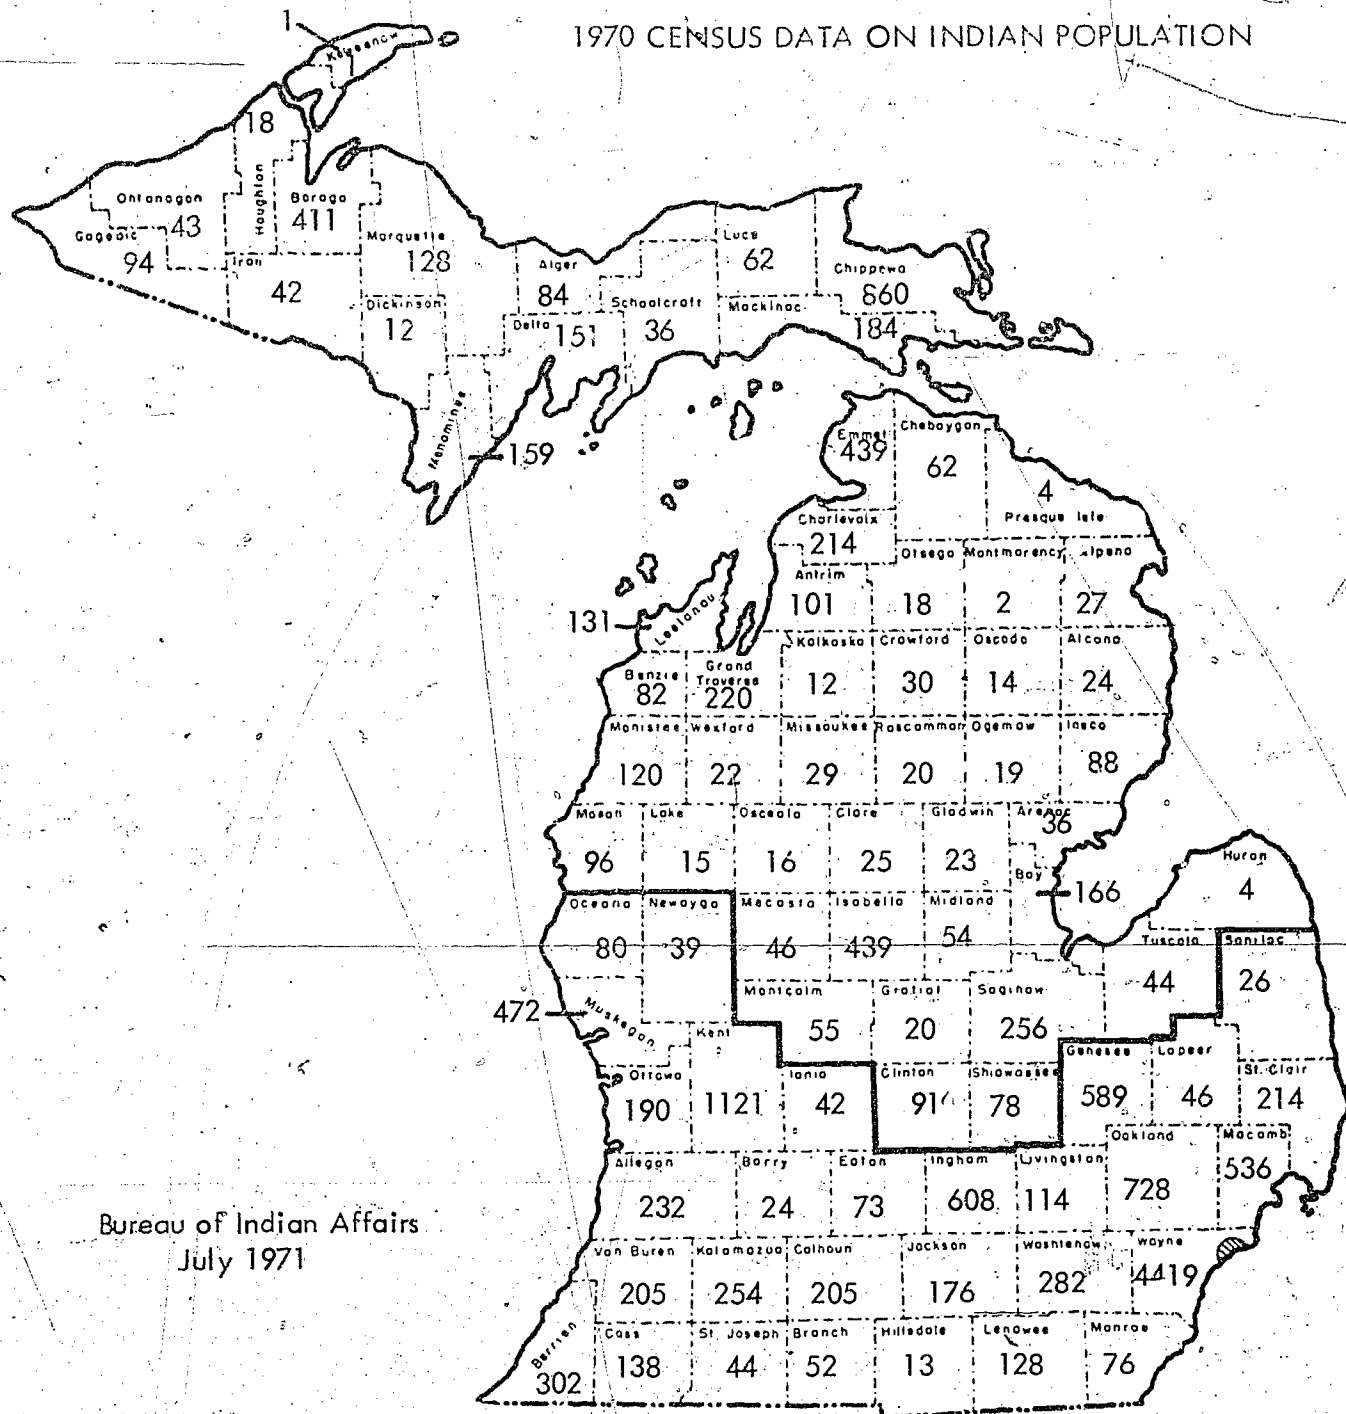 1970 CENSUS DATA ON INDIAN POPULATION
1
Keweenaw
18
Houghton
Ontonagon
43
Baraga
411
Gogebic
94
Iron
42
Marquette
128
Dickinson
12
Alger
84
Delta 151
Schoolcraft
36
Luce
62
Mackinac
184
Chippewa
860
Menominee
159
Emmet
439
Cheboygan
62
4
Presque Isle
Charlevoix
214
Antrim
101
Otsego
18
Montmorency
2
Alpena
27
131
Leelanau
Benzie
82
Grand
Traverse
220
Kalkaska
12
Crawford
30
Oscoda
14
Alcona
24
Manistee
120
Wexford
22
Missaukee
29
Roscommon
20
Ogemaw
19
Iosco
88
Mason
96
Lake
15
Osceola
16
Clare
25
Gladwin
23
Arenac
36
Bay
166
Huron
4
Oceana
80
Newaygo
39
Mecosta
46
Isabella
439
Midland
54
Tuscola
44
Sanilac
26
472
Muskegon
Montcalm
55
Gratiot
20
Saginaw
256
Kent
1121
Ottawa
190
Ionia
42
Clinton
91
Shiawassee
78
Genesee
589
Lapeer
46
St. Clair
214
Allegan
232
Barry
24
Eaton
73
Ingham
608
Livingston
114
Oakland
728
Macomb
536
Bureau of Indian Affairs
July 1971
Van Buren
205
Kalamazoo
254
Calhoun
205
Jackson
176
Washtenaw
282
Wayne
4419
Berrien
302
Cass
138
St. Joseph
44
Branch
52
Hillsdale
13
Lenawee
128
Monroe
76